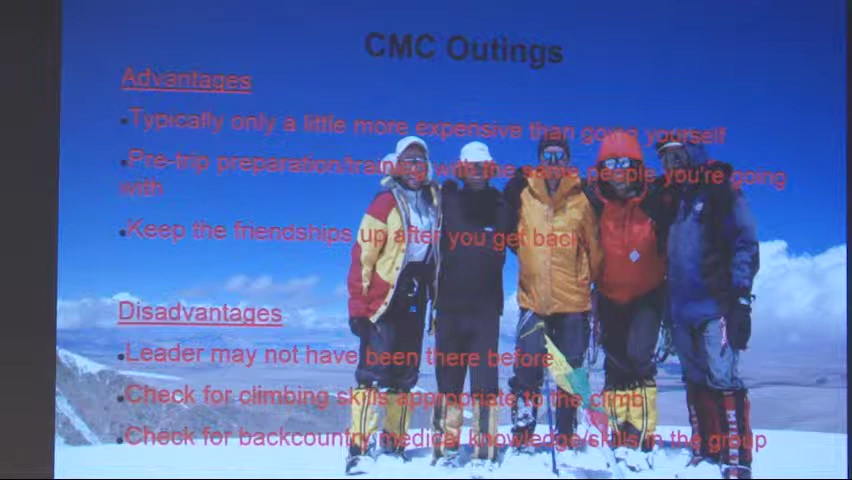 CMC Outings
Advantages
•Typically only a little more expensive than going yourself
•Pre-trip preparation/training with the same people you're going
with
•Keep the friendships up after you get back
Disadvantages
•Leader may not have been there before
•Check for climbing skills appropriate to the climb
•Check for backcountry medical knowledge/skills in the group